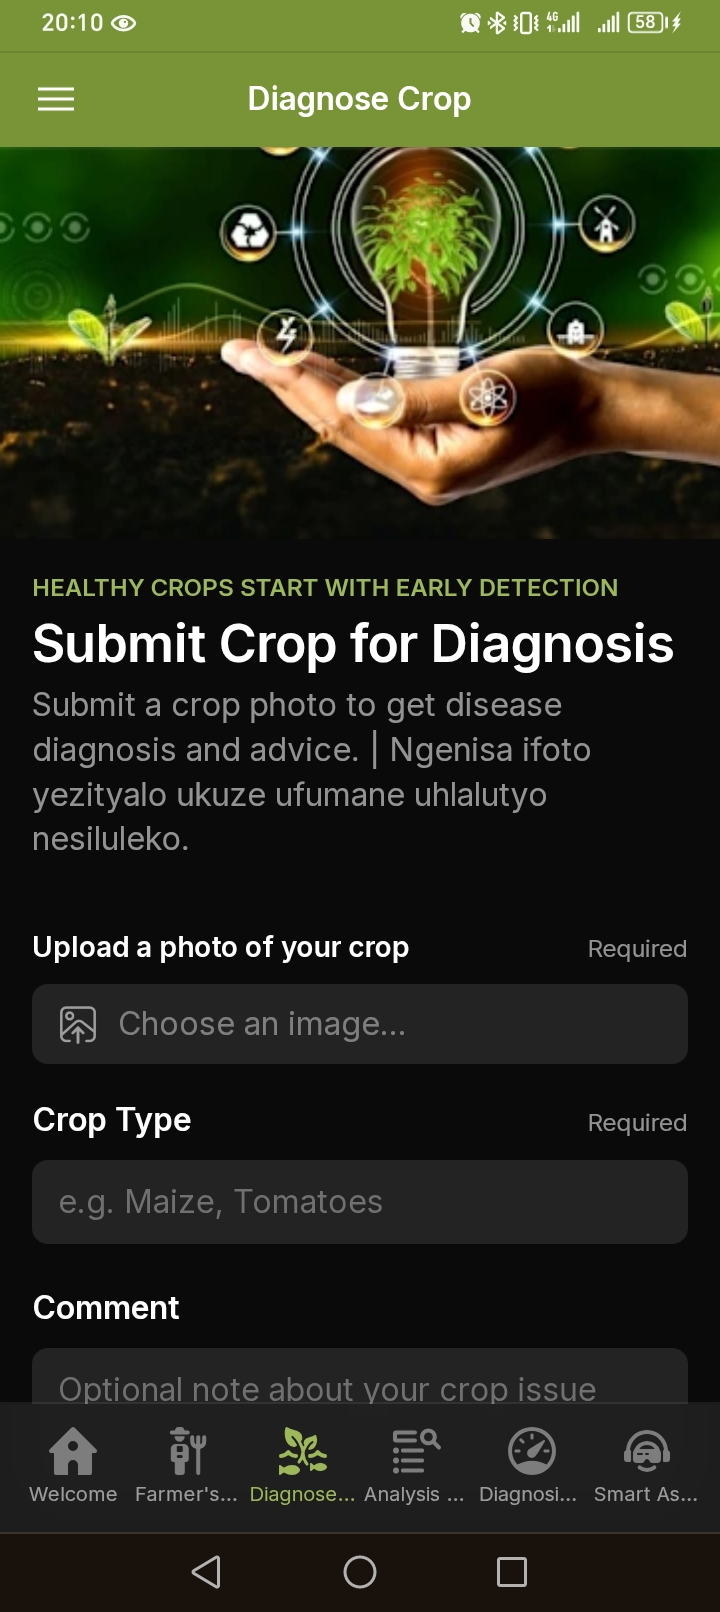 20:10
4G
58
Diagnose Crop
HEALTHY CROPS START WITH EARLY DETECTION
Submit Crop for Diagnosis
Submit a crop photo to get disease
diagnosis and advice. | Ngenisa ifoto
yezityalo ukuze ufumane uhlalutyo
nesiluleko.
Upload a photo of your crop
Required
Choose an image...
Crop Type
Required
e.g. Maize, Tomatoes
Comment
Optional note about your crop issue
Welcome
Farmer's...
Diagnose...
Analysis ...
Diagnosi...
Smart As...